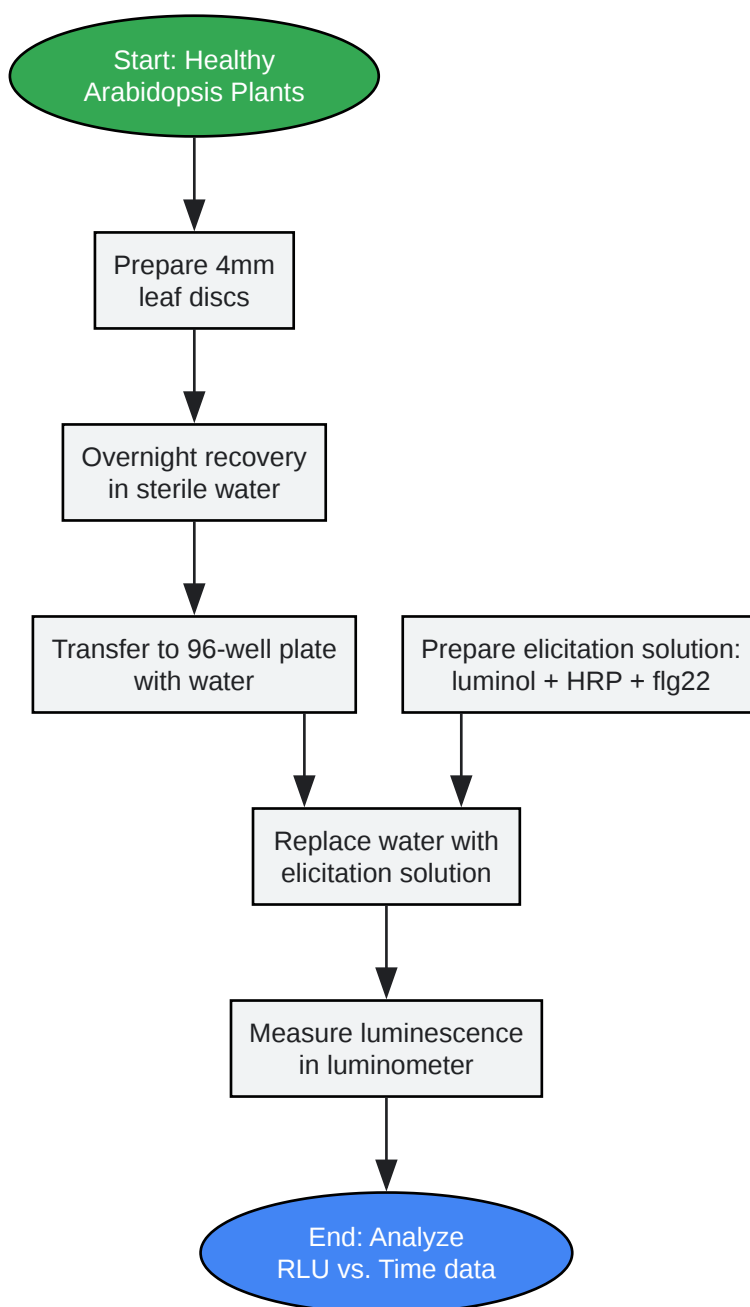 Start: Healthy
Arabidopsis Plants
Prepare 4mm
leaf discs
Overnight recovery
in sterile water
Transfer to 96-well plate
with water
Prepare elicitation solution:
luminol + HRP + flg22
Replace water with
elicitation solution
Measure luminescence
in luminometer
End: Analyze
RLU vs. Time data